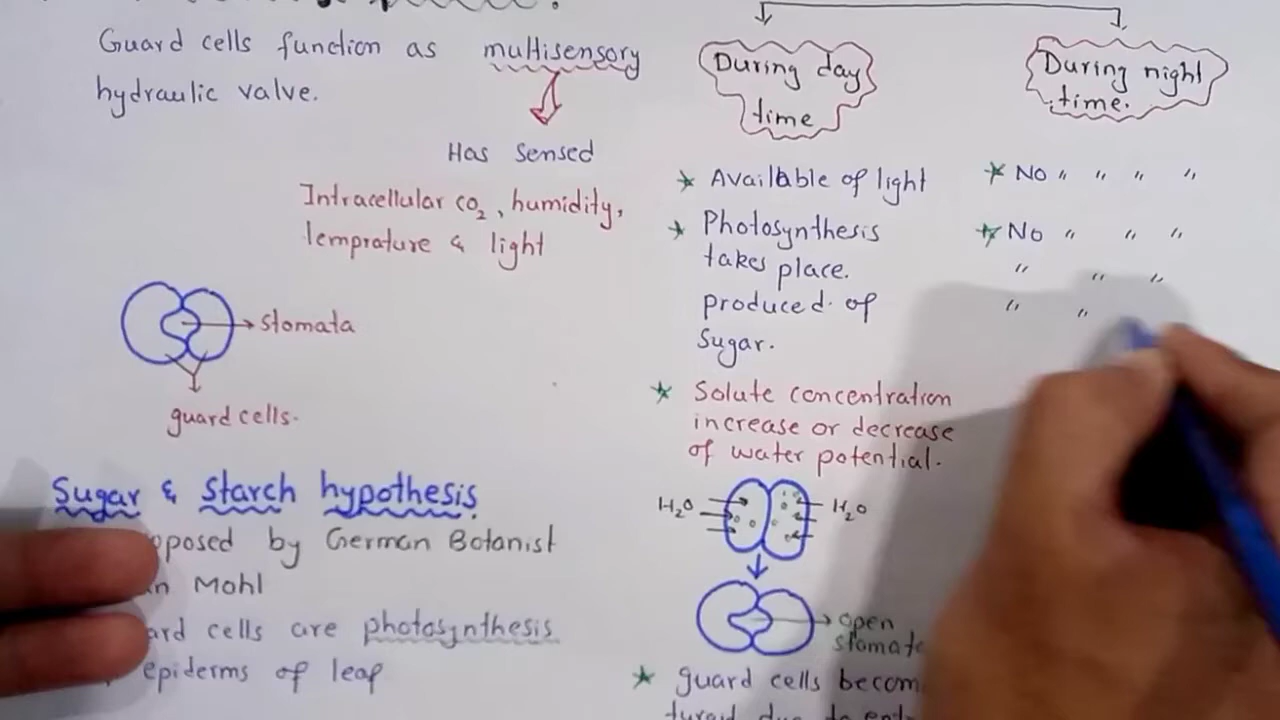 Guard cells function as multisensory
hydraulic valve.
Has sensed
Intracellular CO2, humidity,
temprature & light
stomata
guard cells.
Sugar & starch hypothesis
oposed by German Botanist
Mohl
ard cells are photosynthesis
epiderms of leaf
During day
time
★ Available of light
★ Photosynthesis
takes place.
produced of
Sugar.
★ Solute concentration
increase or decrease
of water potential.
H2O H2O
open
stomat
★ guard cells becom
During night
time.
★ No " " " "
★ No " " "
" " "
" "